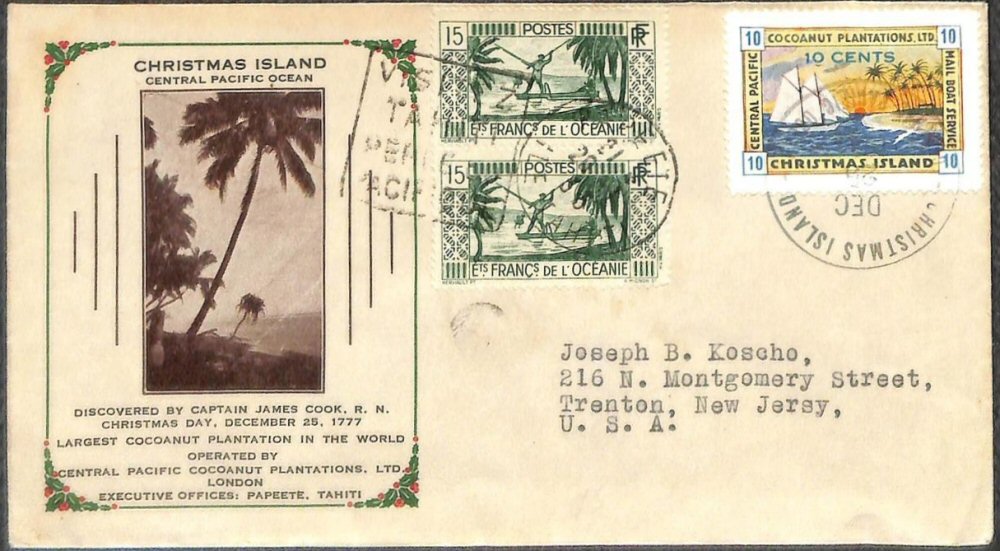 CHRISTMAS ISLAND
CENTRAL PACIFIC OCEAN
DISCOVERED BY CAPTAIN JAMES COOK, R. N.
CHRISTMAS DAY, DECEMBER 25, 1777
LARGEST COCOANUT PLANTATION IN THE WORLD
OPERATED BY
CENTRAL PACIFIC COCOANUT PLANTATIONS, LTD.
LONDON
EXECUTIVE OFFICES: PAPEETE, TAHITI
15 POSTES RF
ETS FRANCS DE L'OCÉANIE
15 POSTES RF
ETS FRANCS DE L'OCÉANIE
10 COCOANUT PLANTATIONS, LTD. 10
10 CENTS
CENTRAL PACIFIC
MAIL BOAT SERVICE
10 CHRISTMAS ISLAND 10
DEC
CHRISTMAS ISLAND
Joseph B. Koscho,
216 N. Montgomery Street,
Trenton, New Jersy,
U. S. A.